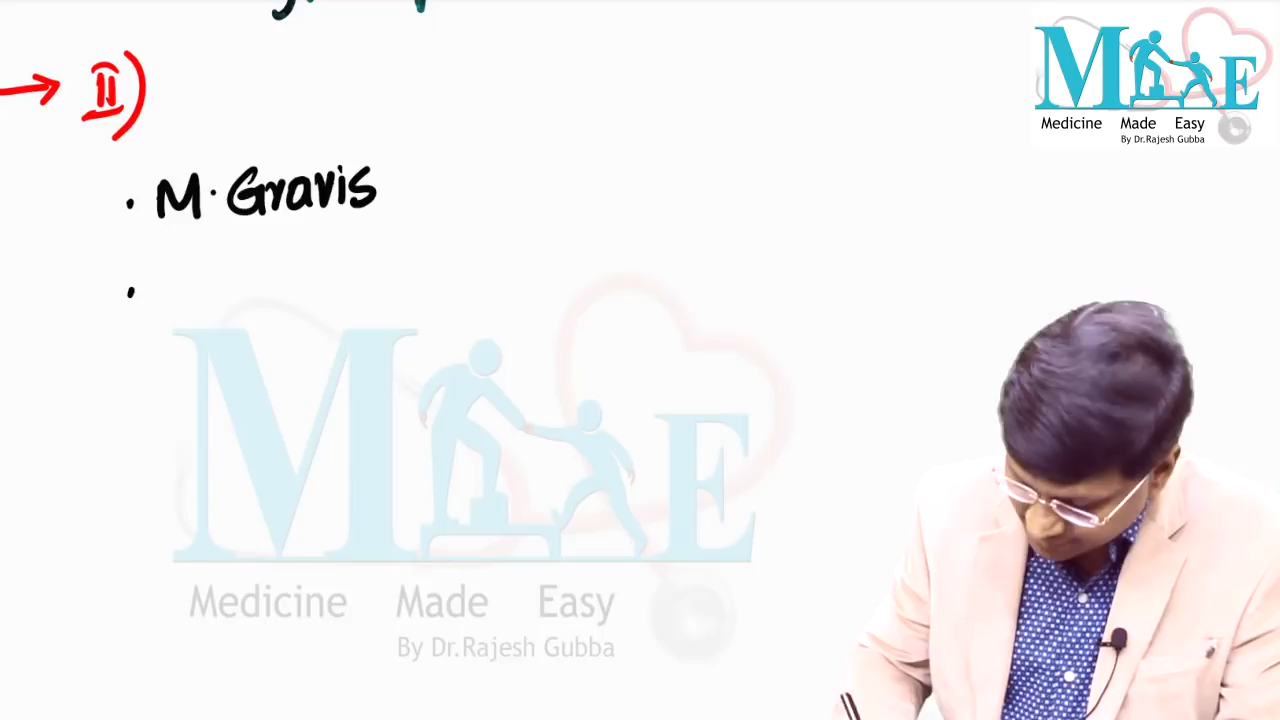 → II)
• M. Gravis
•
M E
Medicine Made Easy
By Dr.Rajesh Gubba
M E
Medicine Made Easy
By Dr.Rajesh Gubba